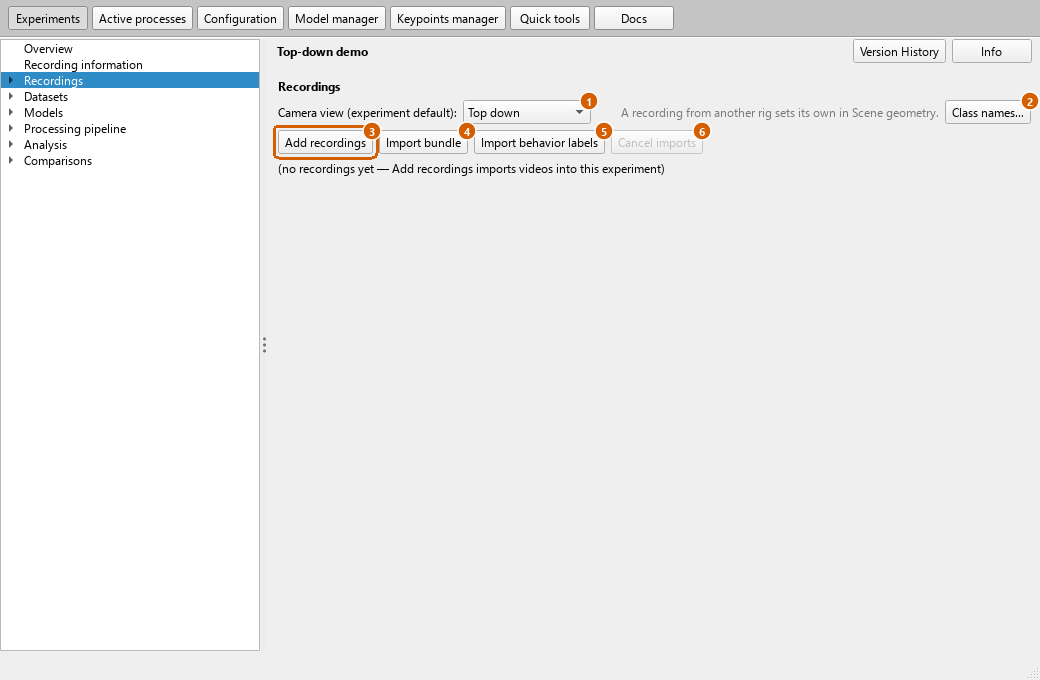 Experiments Active processes Configuration Model manager Keypoints manager Quick tools Docs
Overview
Recording information
Recordings
Datasets
Models
Processing pipeline
Analysis
Comparisons
Top-down demo Version History Info
Recordings
Camera view (experiment default): Top down 1 A recording from another rig sets its own in Scene geometry. Class names... 2
Add recordings 3 Import bundle 4 Import behavior labels 5 Cancel imports 6
(no recordings yet — Add recordings imports videos into this experiment)